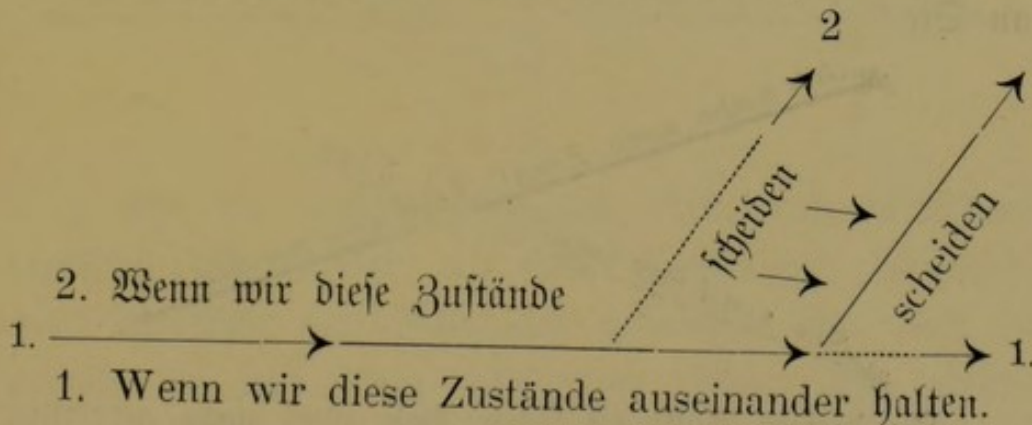 2
scheiden
scheiden
2. Wenn wir dieſe Zuſtände
1.
1.
1. Wenn wir diese Zustände auseinander halten.